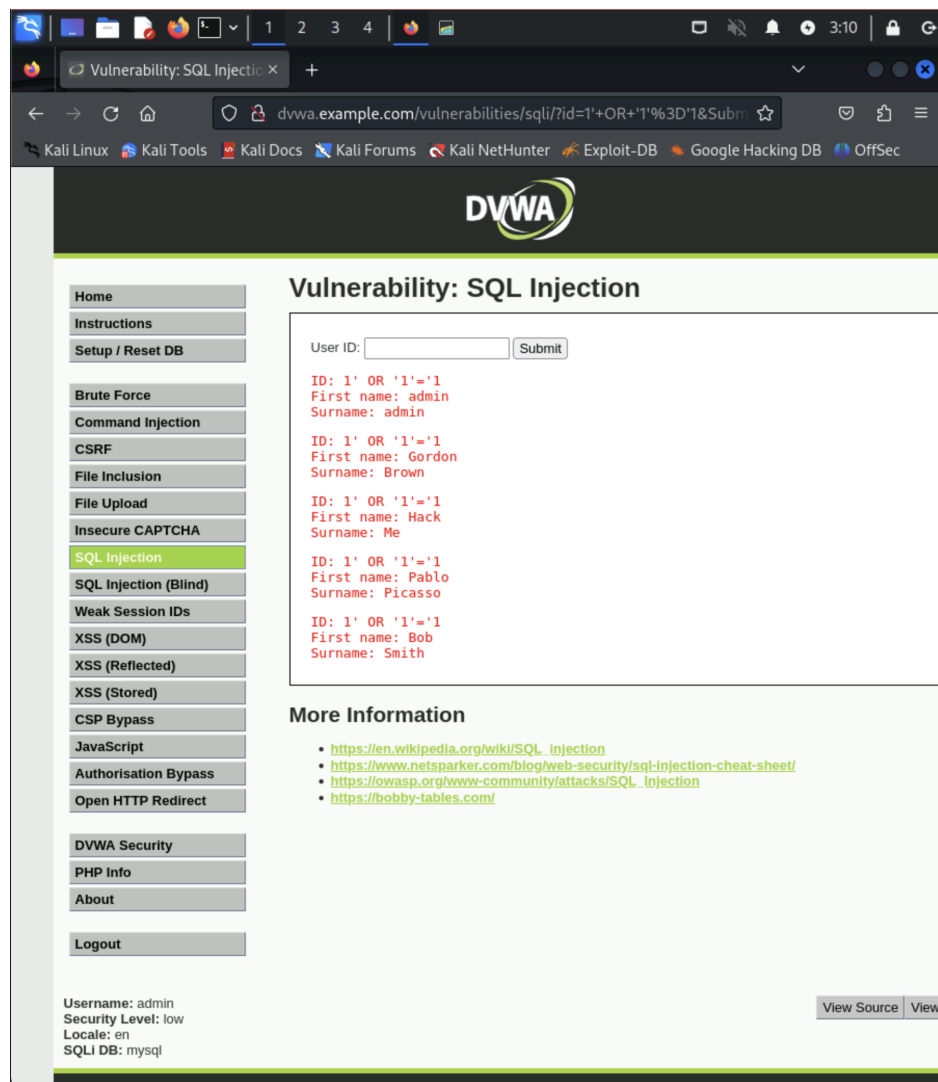 1 2 3 4 3:10
Vulnerability: SQL Injectio
dvwa.example.com/vulnerabilities/sqli/?id=1'+OR+'1'%3D'1&Subm
Kali Linux Kali Tools Kali Docs Kali Forums Kali NetHunter Exploit-DB Google Hacking DB OffSec
DVWA
Home
Instructions
Setup / Reset DB
Brute Force
Command Injection
CSRF
File Inclusion
File Upload
Insecure CAPTCHA
SQL Injection
SQL Injection (Blind)
Weak Session IDs
XSS (DOM)
XSS (Reflected)
XSS (Stored)
CSP Bypass
JavaScript
Authorisation Bypass
Open HTTP Redirect
DVWA Security
PHP Info
About
Logout
Vulnerability: SQL Injection
User ID: Submit
ID: 1' OR '1'='1
First name: admin
Surname: admin
ID: 1' OR '1'='1
First name: Gordon
Surname: Brown
ID: 1' OR '1'='1
First name: Hack
Surname: Me
ID: 1' OR '1'='1
First name: Pablo
Surname: Picasso
ID: 1' OR '1'='1
First name: Bob
Surname: Smith
More Information
https://en.wikipedia.org/wiki/SQL_injection
https://www.netsparker.com/blog/web-security/sql-injection-cheat-sheet/
https://owasp.org/www-community/attacks/SQL_Injection
https://bobby-tables.com/
Username: admin
Security Level: low
Locale: en
SQLi DB: mysql
View Source View